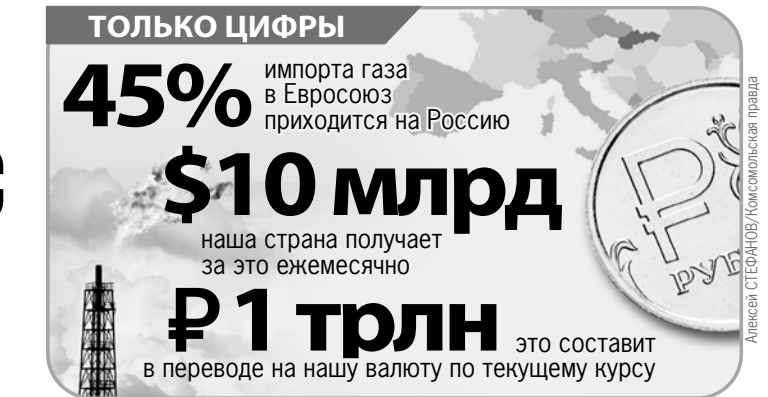 ТОЛЬКО ЦИФРЫ
45%
импорта газа
в Евросоюз
приходится на Россию
$10 млрд
наша страна получает
за это ежемесячно
₽ 1 трлн
это составит
в переводе на нашу валюту по текущему курсу
₽
РУБ
Алексей СТЕФАНОВ/Комсомольская правда